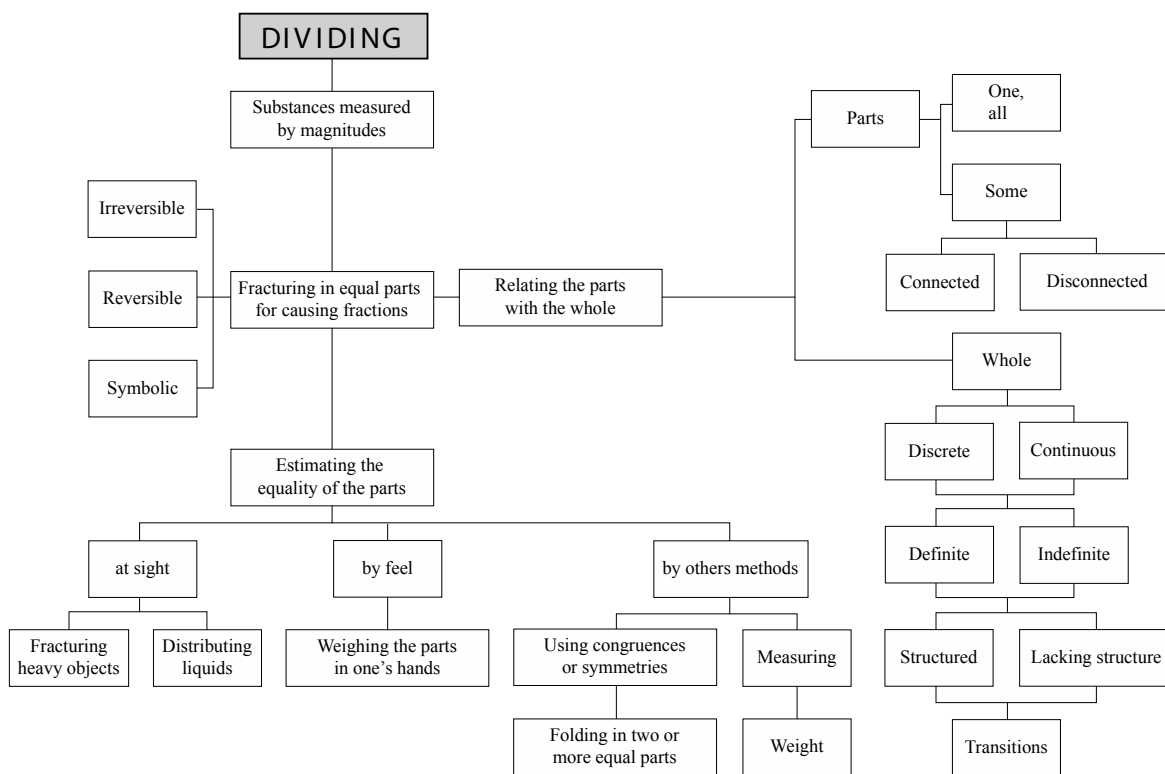 DIVIDING
Substances measured
by magnitudes
Irreversible
Reversible
Symbolic
Fracturing in equal parts
for causing fractions
Relating the parts
with the whole
Parts
One,
all
Some
Connected
Disconnected
Whole
Discrete
Continuous
Definite
Indefinite
Structured
Lacking structure
Transitions
Estimating the
equality of the parts
at sight
by feel
by others methods
Fracturing
heavy objects
Distributing
liquids
Weighing the parts
in one’s hands
Using congruences
or symmetries
Measuring
Folding in two or
more equal parts
Weight